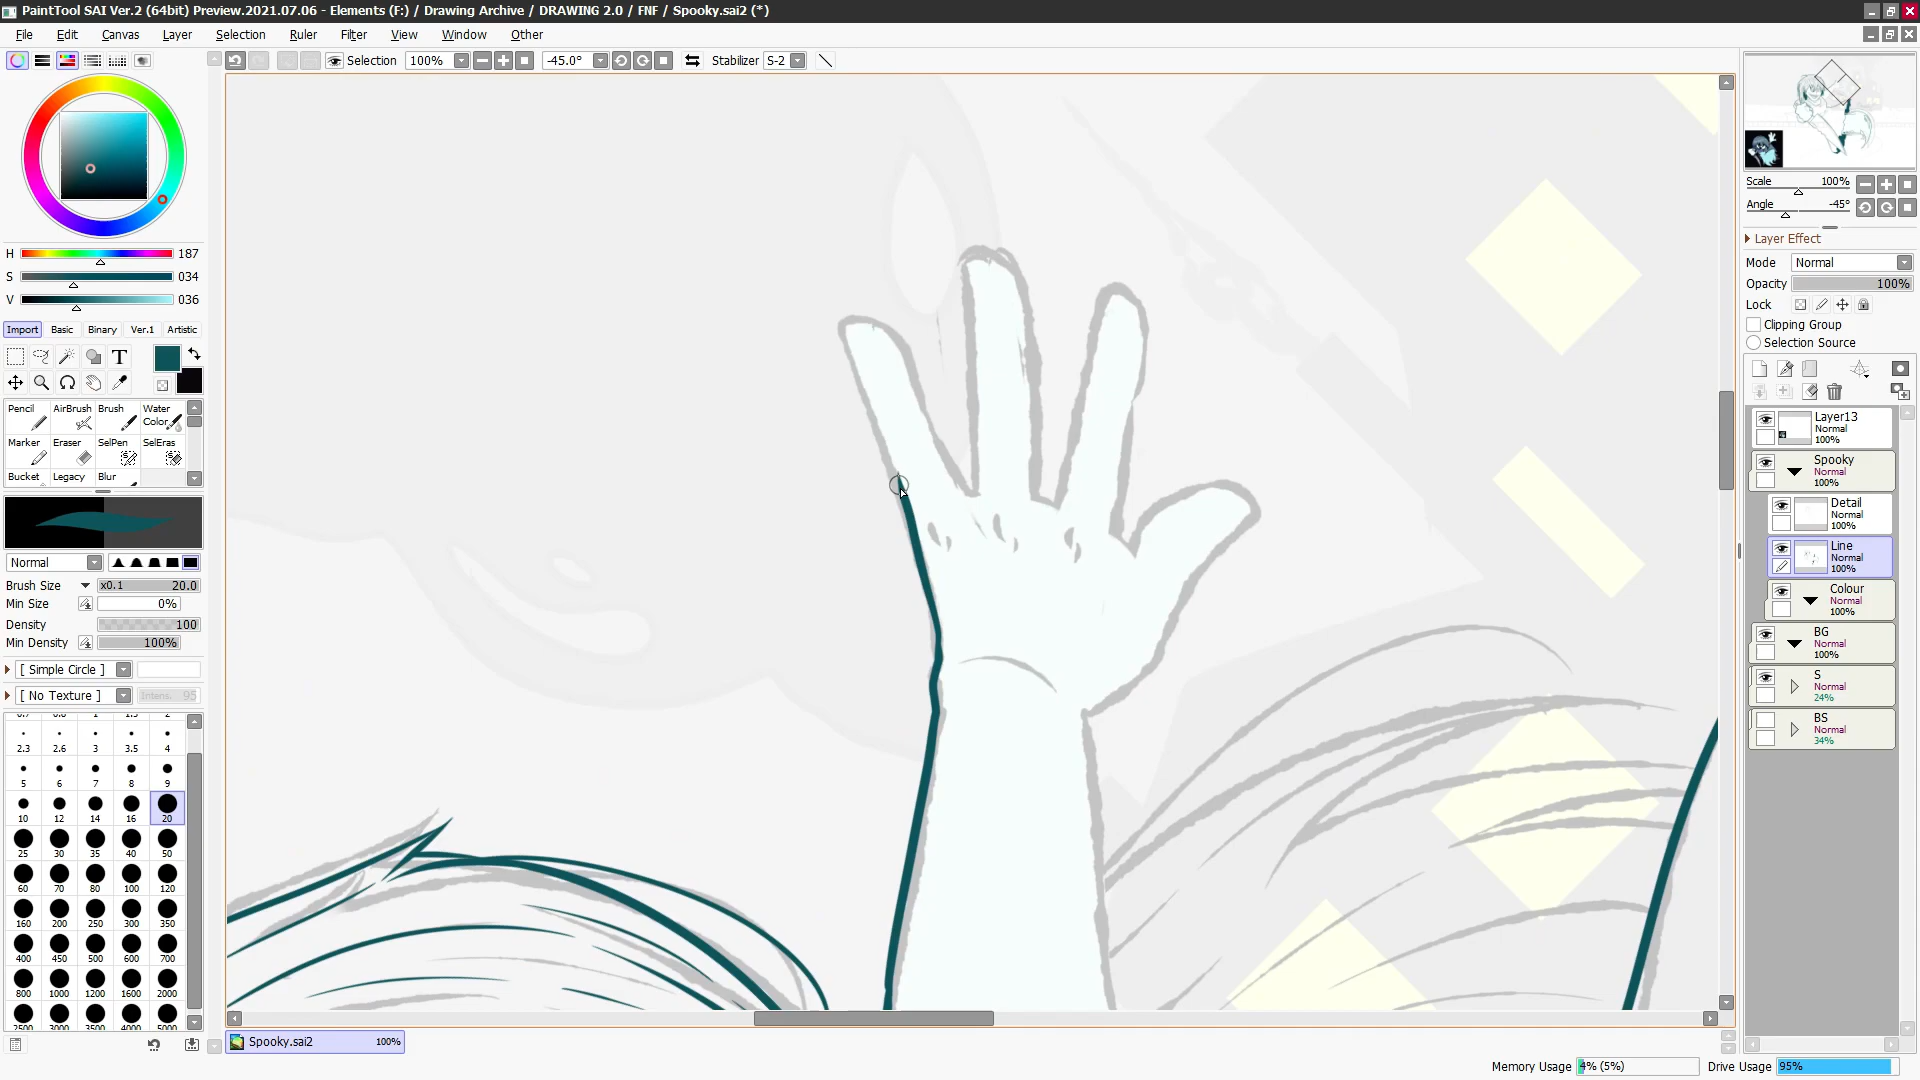 PaintTool SAI Ver.2 (64bit) Preview.2021.07.06 - Elements (F:) / Drawing Archive / DRAWING 2.0 / FNF / Spooky.sai2 (*)
File Edit Canvas Layer Selection Ruler Filter View Window Other
Selection 100% -45.0° Stabilizer S-2
H 187
S 034
V 036
Import Basic Binary Ver.1 Artistic
T
Pencil AirBrush Brush Water Color
Marker Eraser SelPen SelEras
Bucket Legacy Blur
Normal
Brush Size x0.1 20.0
Min Size 0%
Density 100
Min Density 100%
[ Simple Circle ]
[ No Texture ] Intens. 95
2.3 2.6 3 3.5 4
5 6 7 8 9
10 12 14 16 20
25 30 35 40 50
60 70 80 100 120
160 200 250 300 350
400 450 500 600 700
800 1000 1200 1600 2000
2500 3000 3500 4000 5000
Spooky.sai2 100%
Scale 100%
Angle -45°
Layer Effect
Mode Normal
Opacity 100%
Lock
Clipping Group
Selection Source
Layer13
Normal
100%
Spooky
Normal
100%
Detail
Normal
100%
Line
Normal
100%
Colour
Normal
100%
BG
Normal
100%
S
Normal
24%
BS
Normal
34%
Memory Usage 4% (5%) Drive Usage 95%